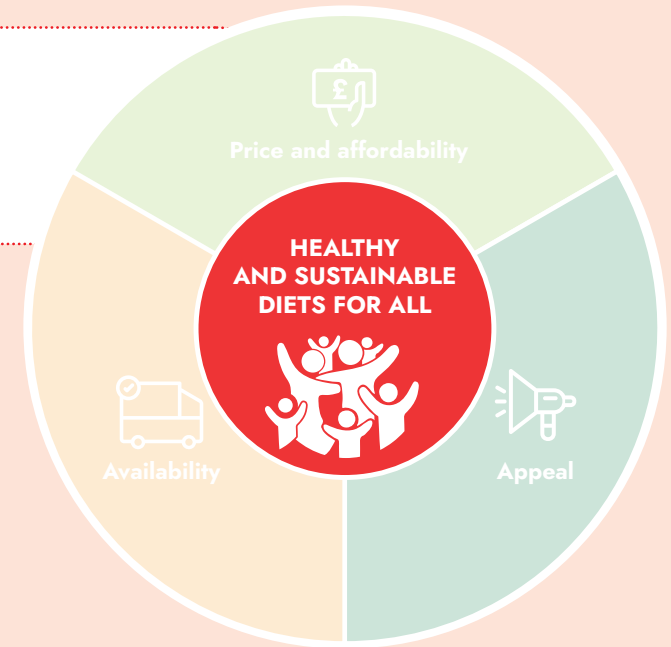 £
Price and affordability
HEALTHY
AND SUSTAINABLE
DIETS FOR ALL
Availability
Appeal